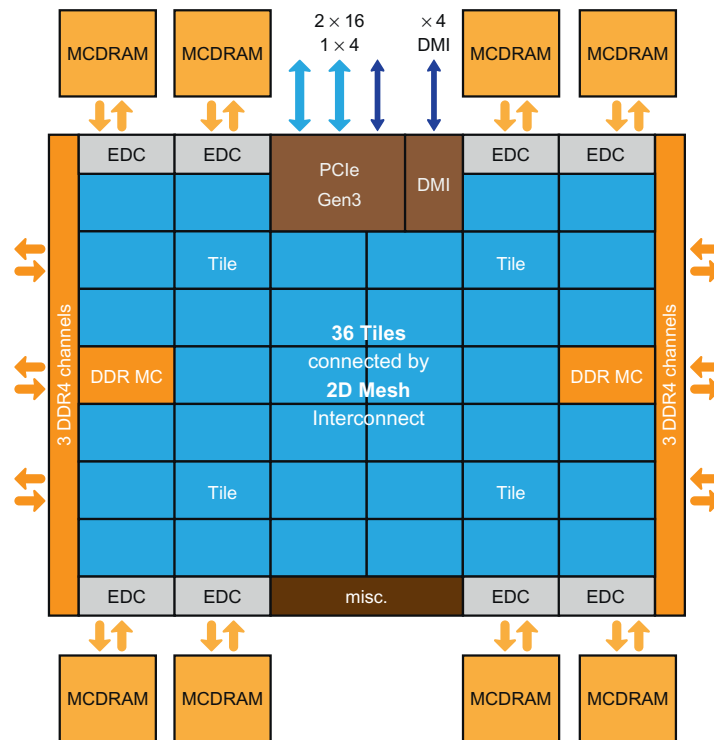 2 × 16
1 × 4
× 4
DMI
MCDRAM
MCDRAM
MCDRAM
MCDRAM
EDC
EDC
PCIe
Gen3
DMI
EDC
EDC
Tile
Tile
3 DDR4 channels
36 Tiles
connected by
2D Mesh
Interconnect
DDR MC
DDR MC
3 DDR4 channels
Tile
Tile
EDC
EDC
misc.
EDC
EDC
MCDRAM
MCDRAM
MCDRAM
MCDRAM